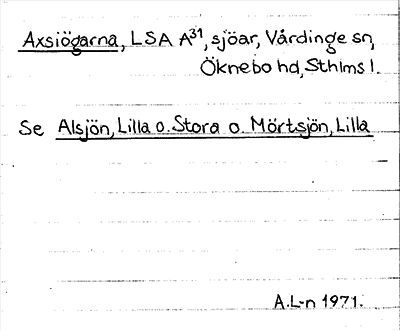 Axsiögarna, LSA A31, sjöar, Vårdinge sn,
Öknebo hd, Sthlms l.
Se Alsjön, Lilla o. Stora o. Mörtsjön, Lilla
A.L-n 1971.